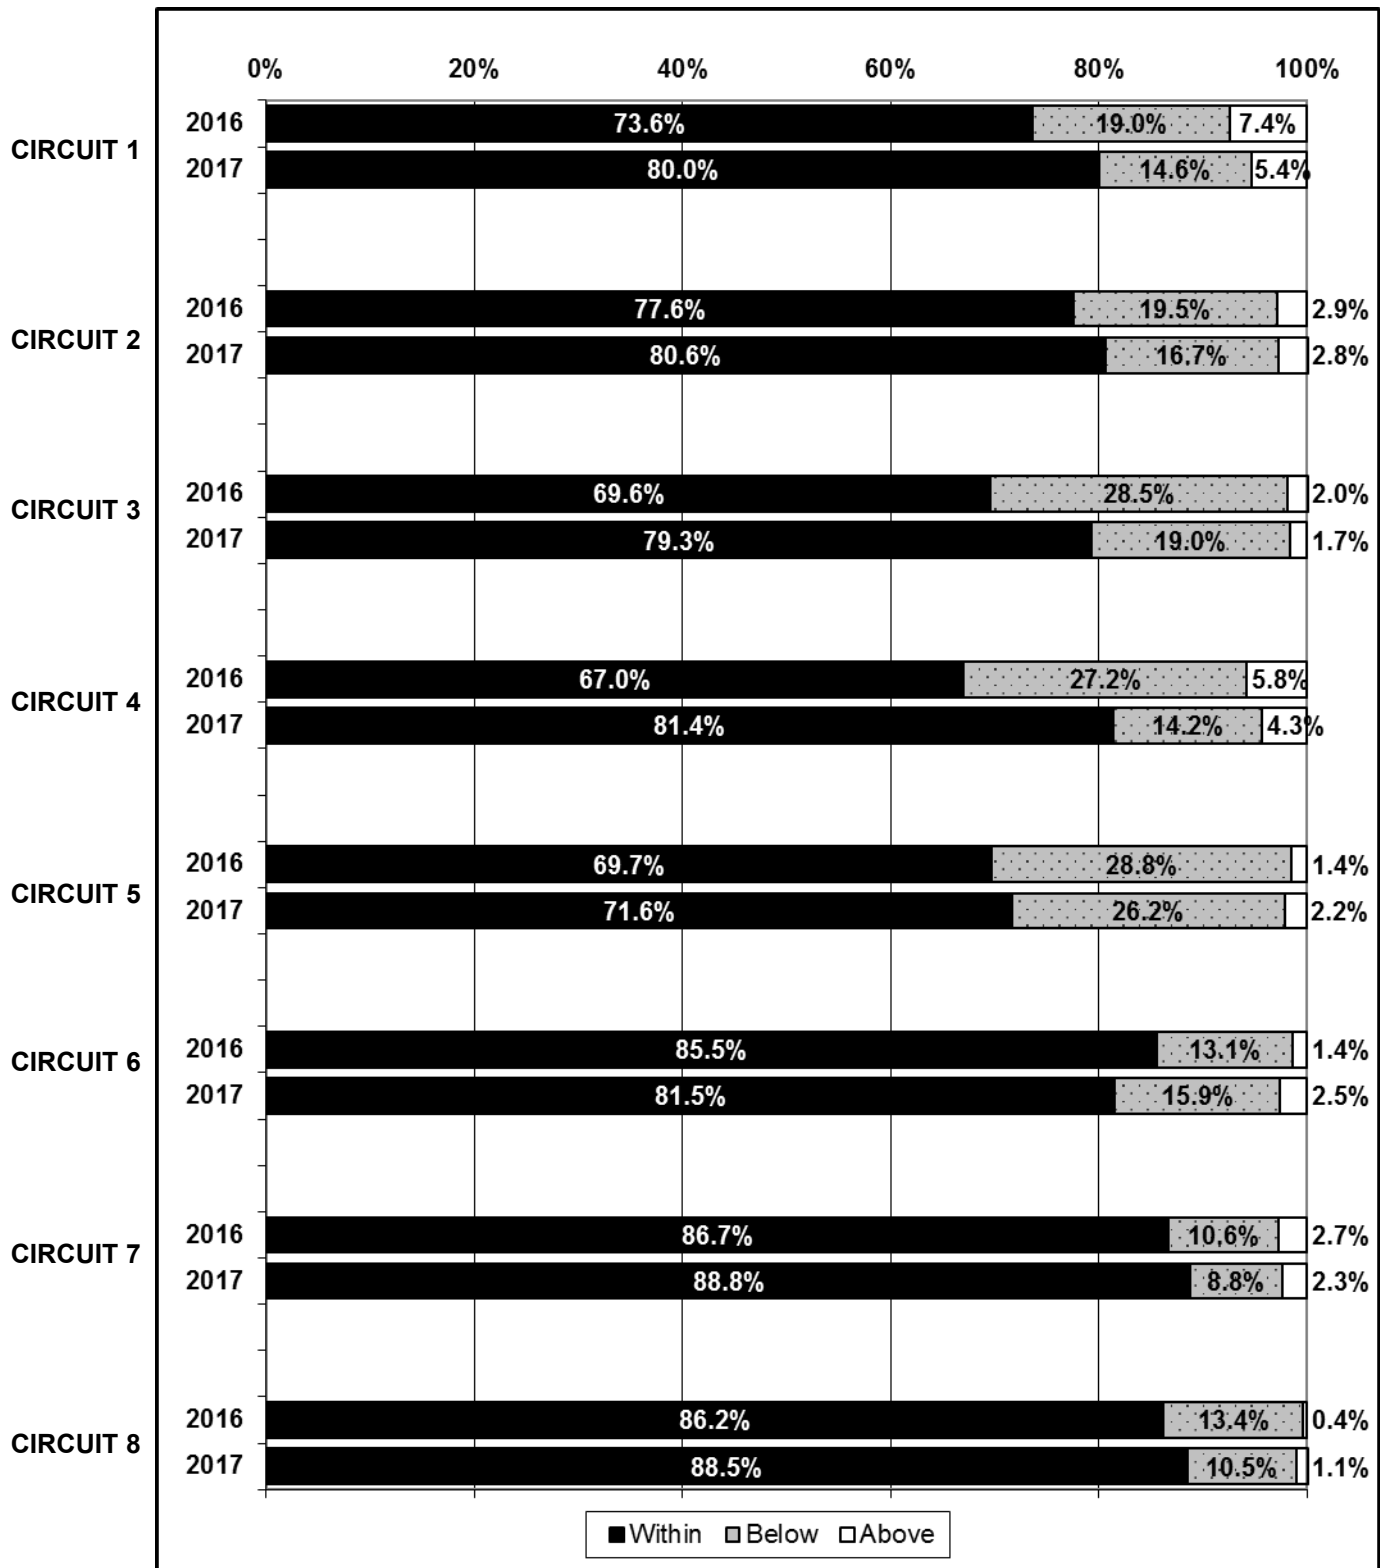 0% 20% 40% 60% 80% 100%
CIRCUIT 1
2016 73.6% 19.0% 7.4%
2017 80.0% 14.6% 5.4%
CIRCUIT 2
2016 77.6% 19.5% 2.9%
2017 80.6% 16.7% 2.8%
CIRCUIT 3
2016 69.6% 28.5% 2.0%
2017 79.3% 19.0% 1.7%
CIRCUIT 4
2016 67.0% 27.2% 5.8%
2017 81.4% 14.2% 4.3%
CIRCUIT 5
2016 69.7% 28.8% 1.4%
2017 71.6% 26.2% 2.2%
CIRCUIT 6
2016 85.5% 13.1% 1.4%
2017 81.5% 15.9% 2.5%
CIRCUIT 7
2016 86.7% 10.6% 2.7%
2017 88.8% 8.8% 2.3%
CIRCUIT 8
2016 86.2% 13.4% 0.4%
2017 88.5% 10.5% 1.1%
Within Below Above